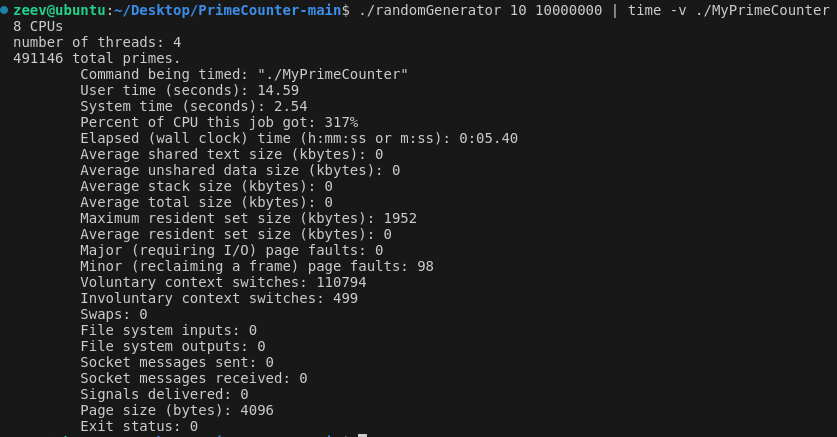 zeev@ubuntu:~/Desktop/PrimeCounter-main$ ./randomGenerator 10 10000000 | time -v ./MyPrimeCounter
8 CPUs
number of threads: 4
491146 total primes.
Command being timed: "./MyPrimeCounter"
User time (seconds): 14.59
System time (seconds): 2.54
Percent of CPU this job got: 317%
Elapsed (wall clock) time (h:mm:ss or m:ss): 0:05.40
Average shared text size (kbytes): 0
Average unshared data size (kbytes): 0
Average stack size (kbytes): 0
Average total size (kbytes): 0
Maximum resident set size (kbytes): 1952
Average resident set size (kbytes): 0
Major (requiring I/O) page faults: 0
Minor (reclaiming a frame) page faults: 98
Voluntary context switches: 110794
Involuntary context switches: 499
Swaps: 0
File system inputs: 0
File system outputs: 0
Socket messages sent: 0
Socket messages received: 0
Signals delivered: 0
Page size (bytes): 4096
Exit status: 0